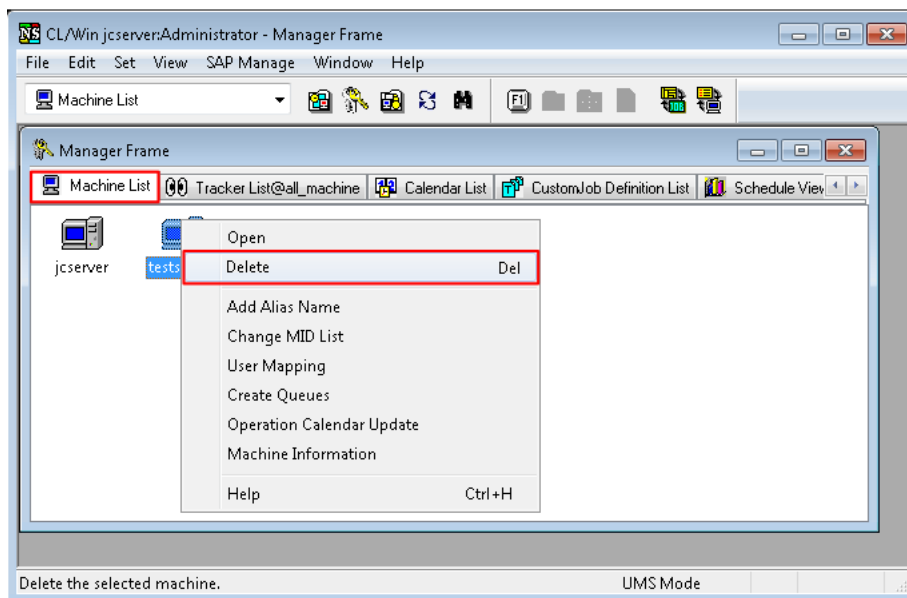 CL/Win jcserver:Administrator - Manager Frame
File Edit Set View SAP Manage Window Help
Machine List
F1
JOB
Manager Frame
Machine List Tracker List@all_machine Calendar List CustomJob Definition List Schedule View
jcserver tests
Open
Delete Del
Add Alias Name
Change MID List
User Mapping
Create Queues
Operation Calendar Update
Machine Information
Help Ctrl+H
Delete the selected machine. UMS Mode